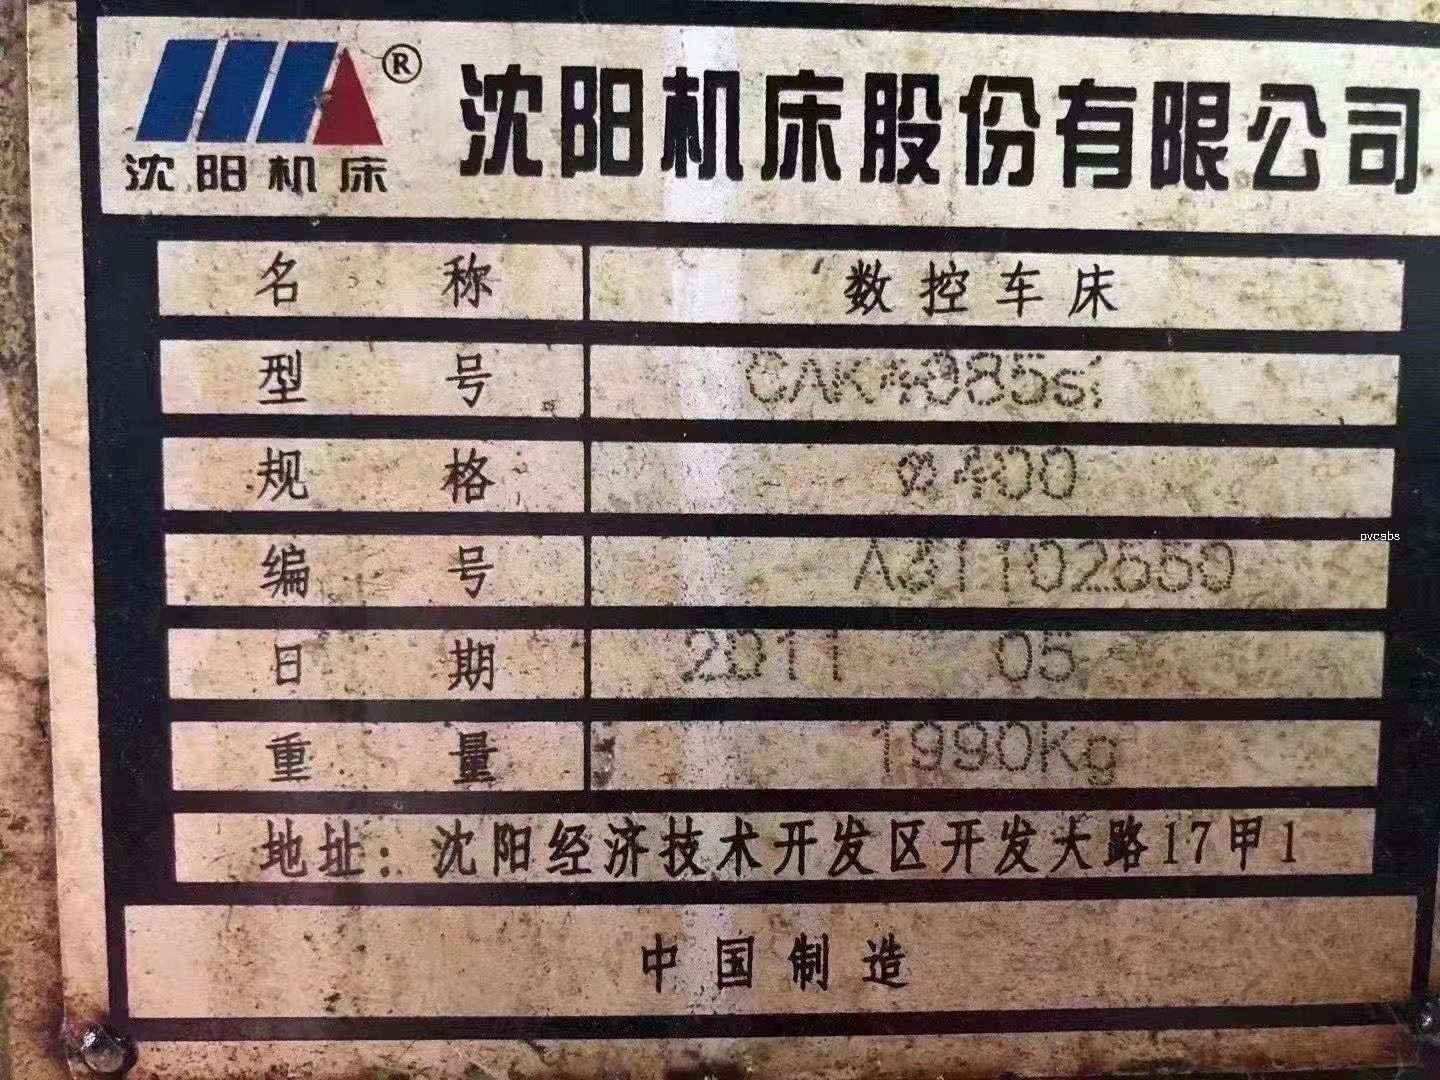 沈阳机床®
沈阳机床股份有限公司
名称 数控车床
型号 CAK4085si
规格 ø400
编号 A31102550
日期 2011 05
重量 1990Kg
地址：沈阳经济技术开发区开发大路17甲1
中国制造
pvcabs